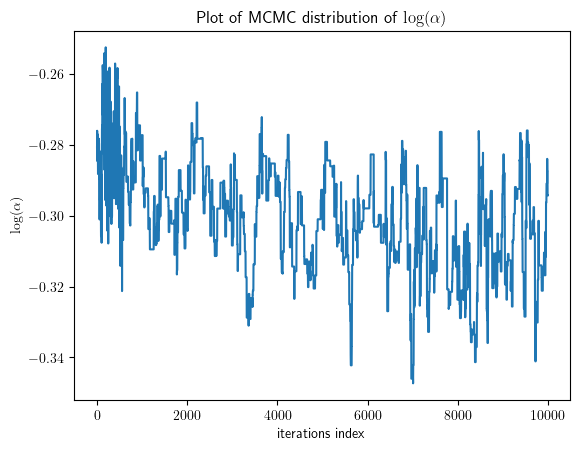 Plot of MCMC distribution of log(α)
−0.26
−0.28
−0.30
−0.32
−0.34
log(α)
0 2000 4000 6000 8000 10000
iterations index